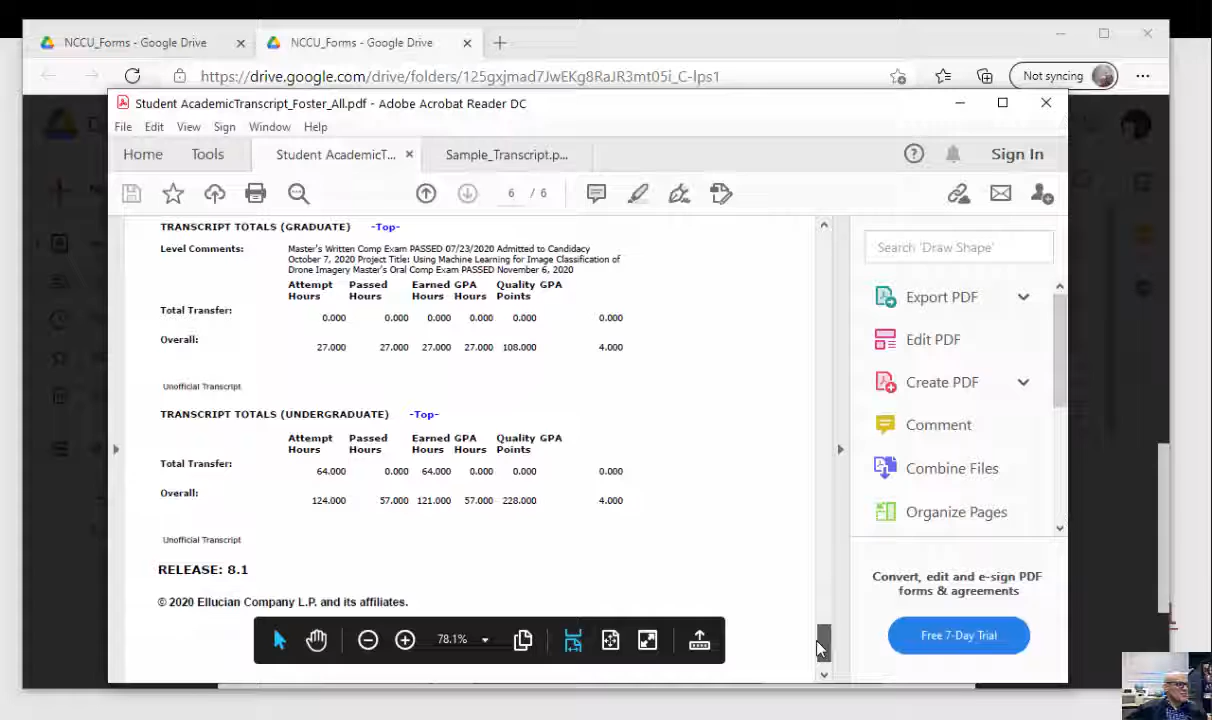 NCCU_Forms - Google Drive
NCCU_Forms - Google Drive
https://drive.google.com/drive/folders/125gxjmad7JwEKg8RaJR3mt05i_C-lps1
Not syncing
Student AcademicTranscript_Foster_All.pdf - Adobe Acrobat Reader DC
File Edit View Sign Window Help
Home Tools Student AcademicT... Sample_Transcript.p...
Sign In
6 / 6
TRANSCRIPT TOTALS (GRADUATE) -Top-
Level Comments: Master's Written Comp Exam PASSED 07/23/2020 Admitted to Candidacy
October 7, 2020 Project Title: Using Machine Learning for Image Classification of
Drone Imagery Master's Oral Comp Exam PASSED November 6, 2020
Attempt Passed Earned GPA Quality GPA
Hours Hours Hours Hours Points
Total Transfer:
0.000 0.000 0.000 0.000 0.000 0.000
Overall:
27.000 27.000 27.000 27.000 108.000 4.000
Unofficial Transcript
TRANSCRIPT TOTALS (UNDERGRADUATE) -Top-
Attempt Passed Earned GPA Quality GPA
Hours Hours Hours Hours Points
Total Transfer:
64.000 0.000 64.000 0.000 0.000 0.000
Overall:
124.000 57.000 121.000 57.000 228.000 4.000
Unofficial Transcript
RELEASE: 8.1
© 2020 Ellucian Company L.P. and its affiliates.
78.1%
Search 'Draw Shape'
Export PDF
Edit PDF
Create PDF
Comment
Combine Files
Organize Pages
Convert, edit and e-sign PDF
forms & agreements
Free 7-Day Trial